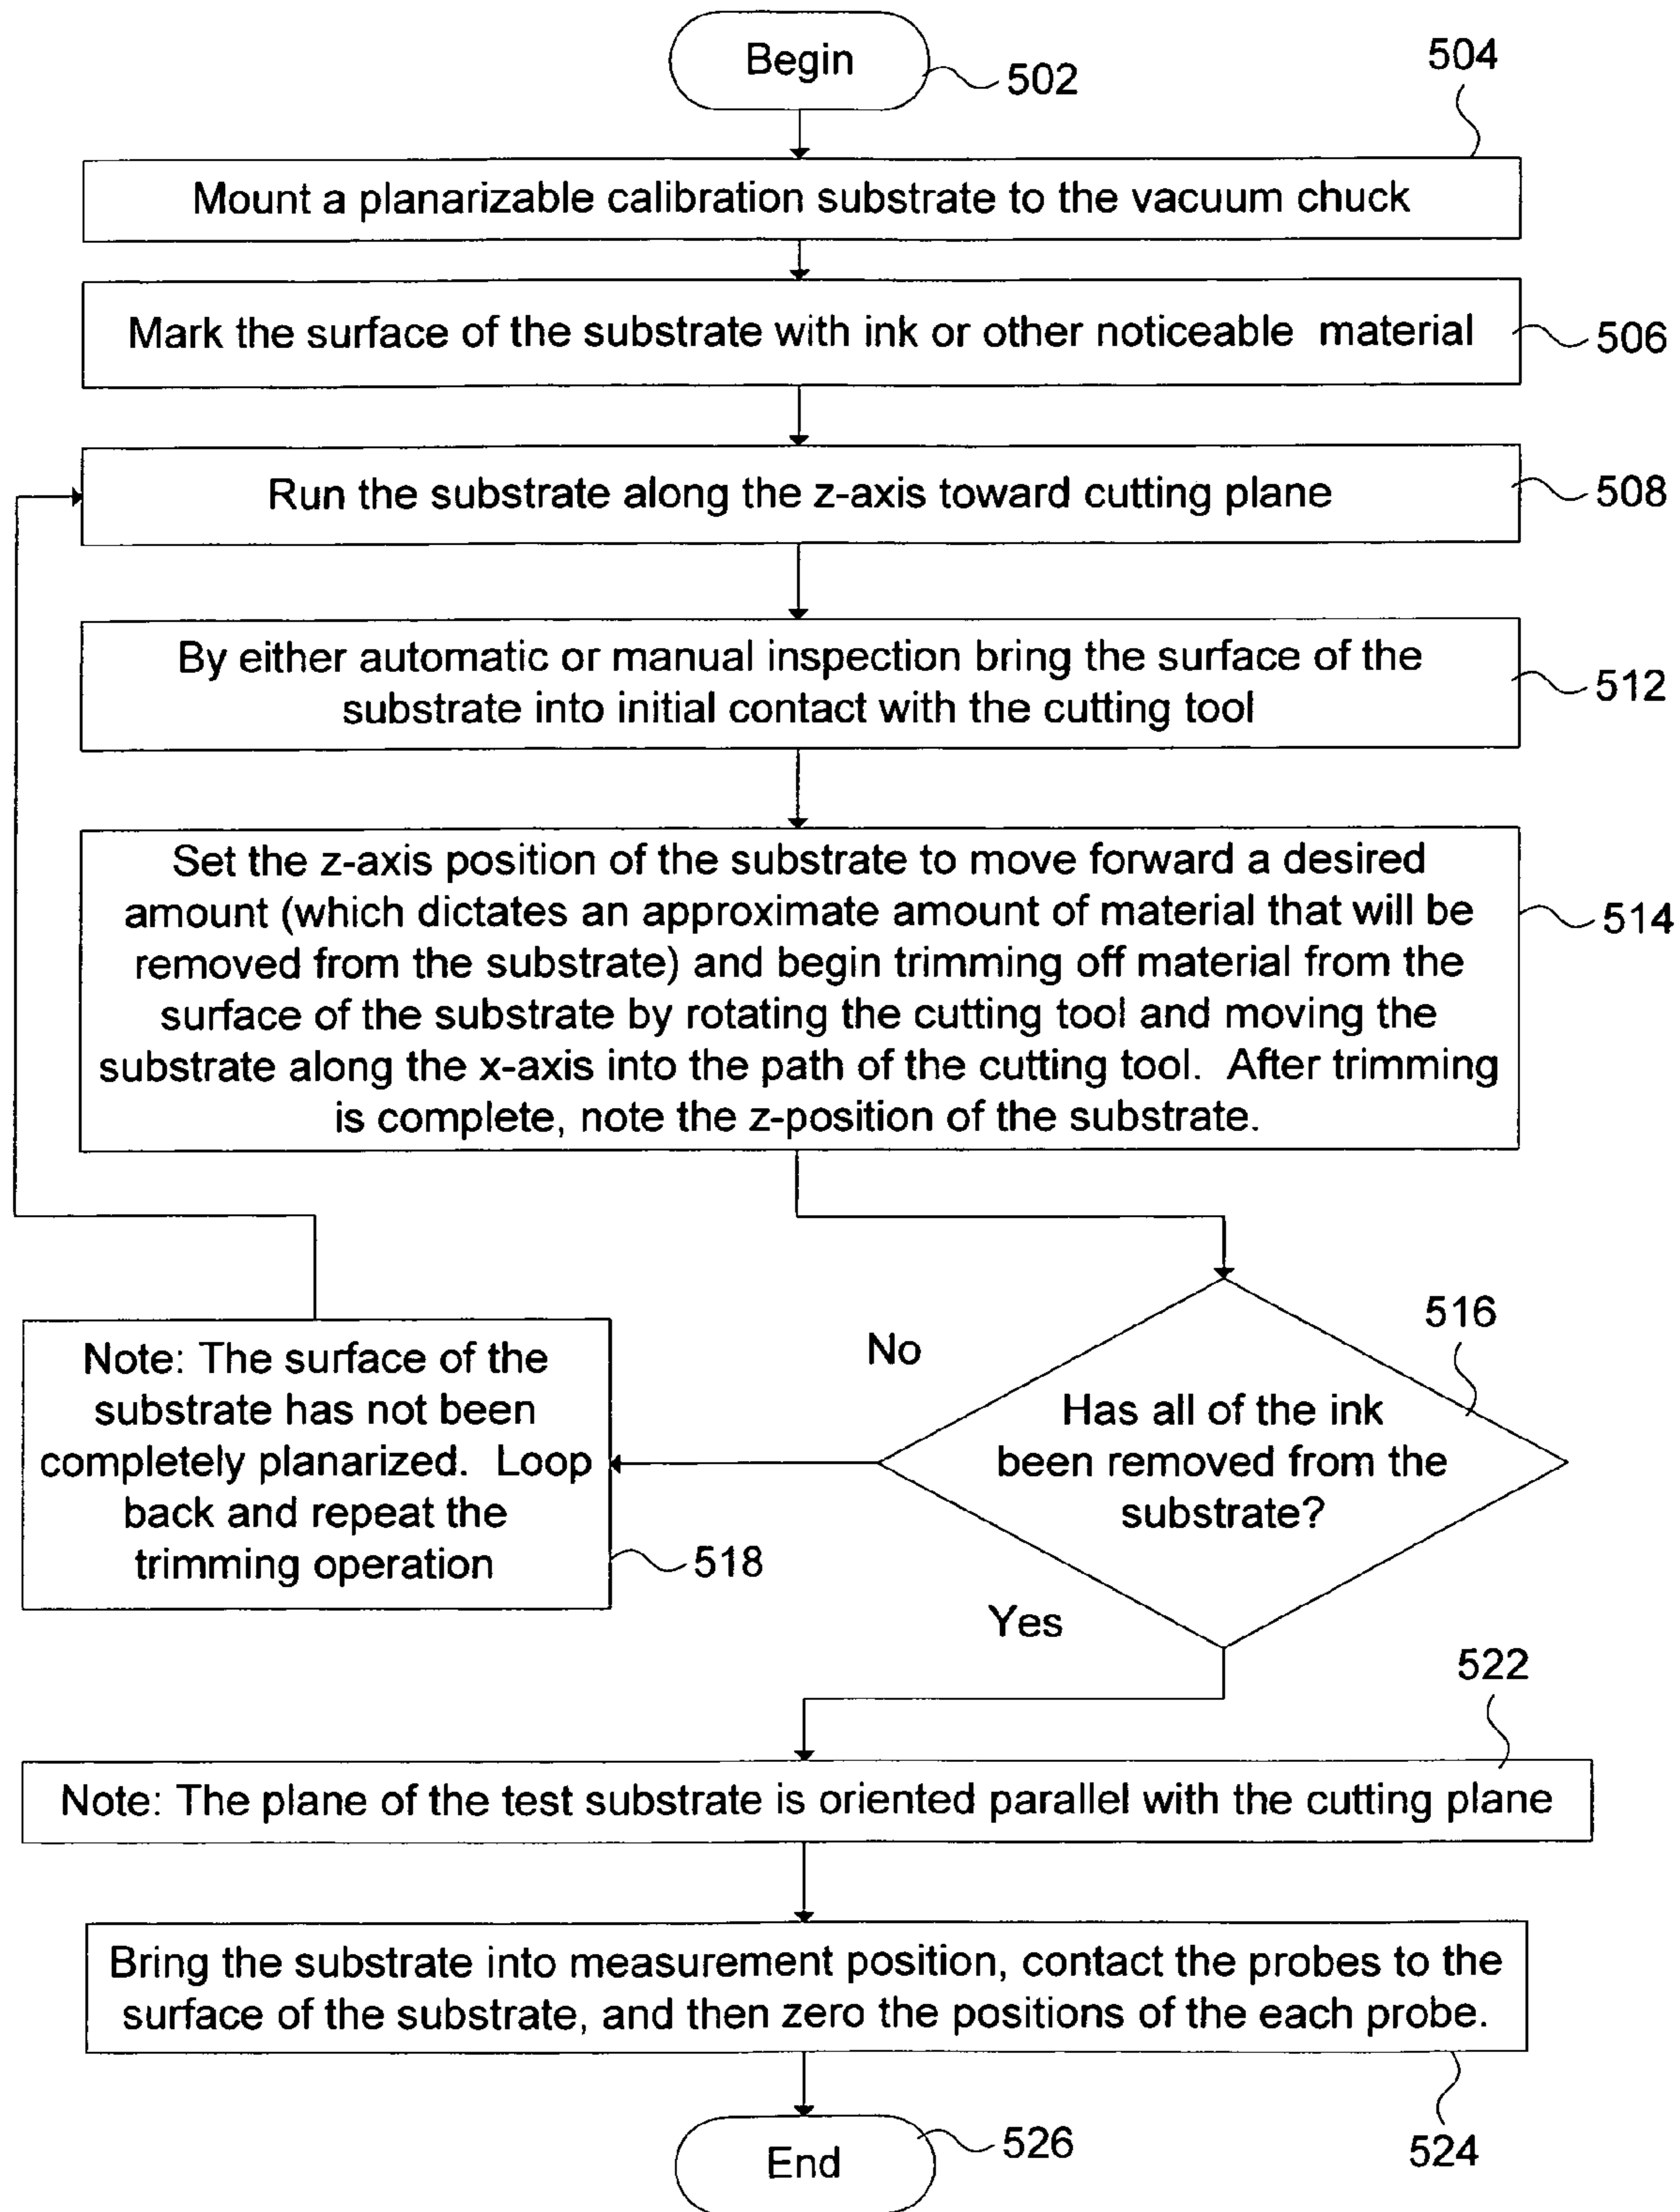 Begin
502
504
Mount a planarizable calibration substrate to the vacuum chuck
Mark the surface of the substrate with ink or other noticeable material
506
Run the substrate along the z-axis toward cutting plane
508
By either automatic or manual inspection bring the surface of the
substrate into initial contact with the cutting tool
512
Set the z-axis position of the substrate to move forward a desired
amount (which dictates an approximate amount of material that will be
removed from the substrate) and begin trimming off material from the
surface of the substrate by rotating the cutting tool and moving the
substrate along the x-axis into the path of the cutting tool. After trimming
is complete, note the z-position of the substrate.
514
516
Has all of the ink
been removed from the
substrate?
No
Note: The surface of the
substrate has not been
completely planarized. Loop
back and repeat the
trimming operation
518
Yes
522
Note: The plane of the test substrate is oriented parallel with the cutting plane
Bring the substrate into measurement position, contact the probes to the
surface of the substrate, and then zero the positions of the each probe.
524
End
526